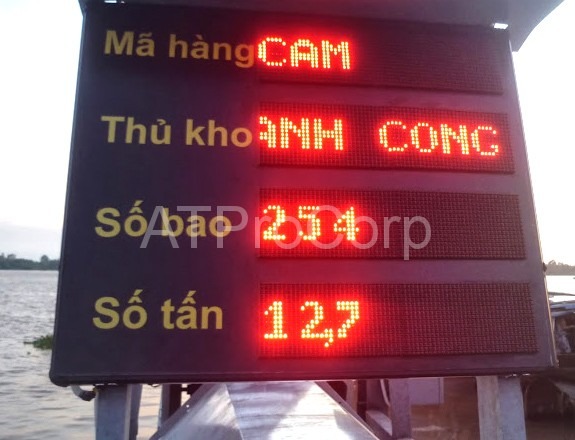 Mã hàng CAM
Thủ kho ANH CONG
Số bao 254
Số tấn 12,7
ATProCorp